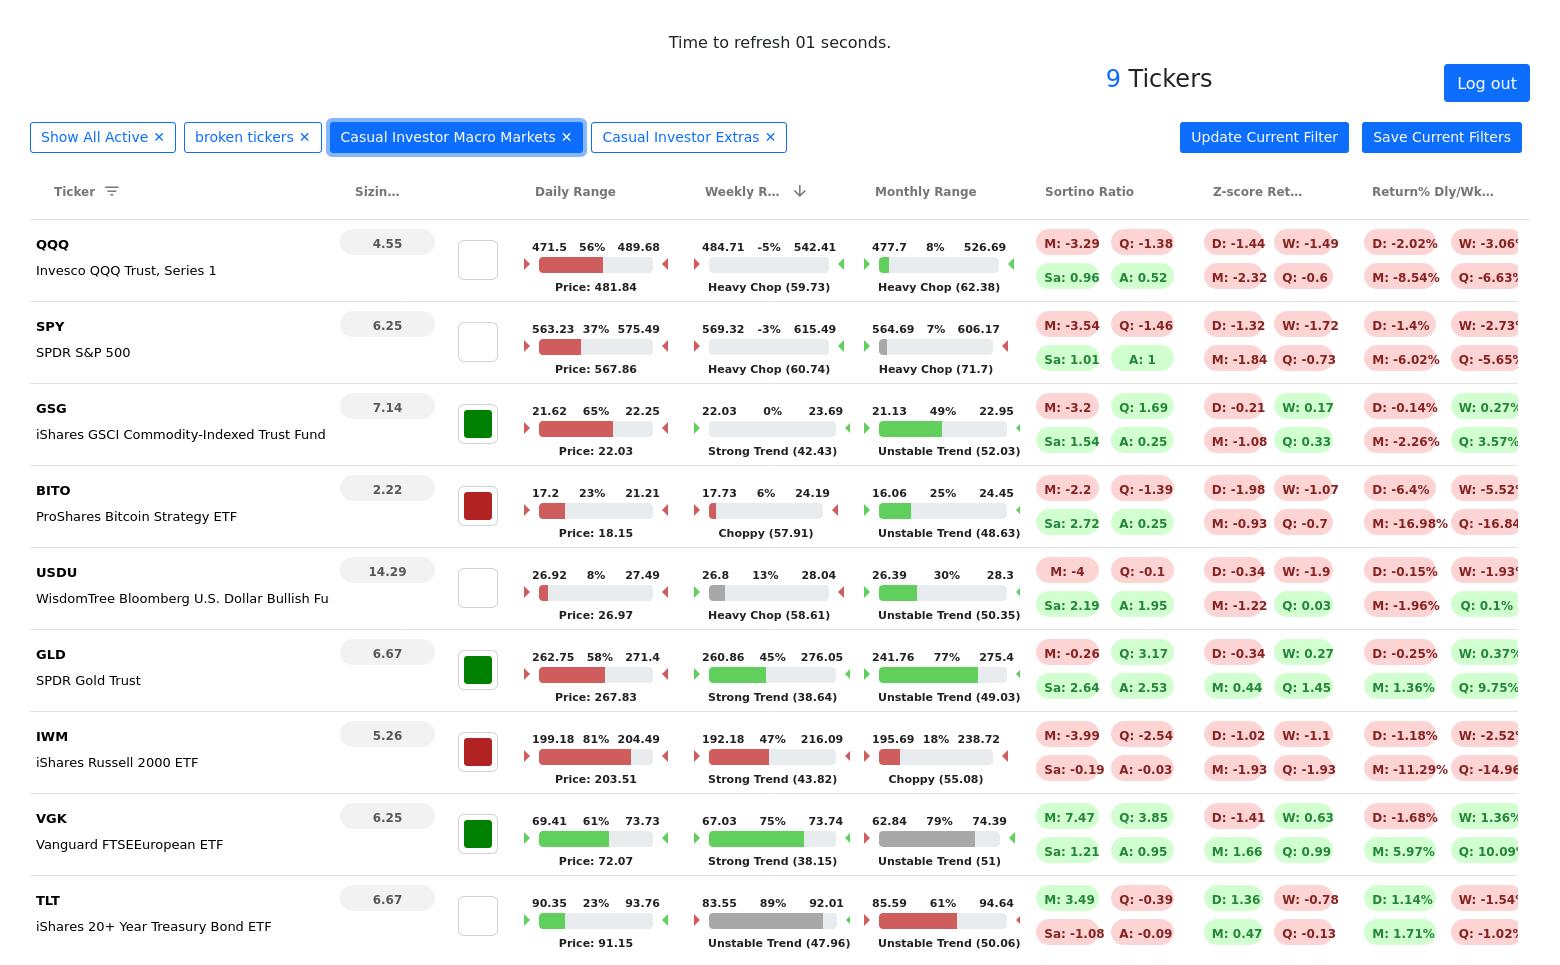 Time to refresh 01 seconds.
9 Tickers
Log out
Show All Active ✕ broken tickers ✕ Casual Investor Macro Markets ✕ Casual Investor Extras ✕ Update Current Filter Save Current Filters
Ticker Sizin... Daily Range Weekly R... Monthly Range Sortino Ratio Z-score Ret... Return% Dly/Wk...
QQQ 4.55 471.5 56% 489.68 484.71 -5% 542.41 477.7 8% 526.69 M: -3.29 Q: -1.38 D: -1.44 W: -1.49 D: -2.02% W: -3.06%
Invesco QQQ Trust, Series 1 Price: 481.84 Heavy Chop (59.73) Heavy Chop (62.38) Sa: 0.96 A: 0.52 M: -2.32 Q: -0.6 M: -8.54% Q: -6.63%
SPY 6.25 563.23 37% 575.49 569.32 -3% 615.49 564.69 7% 606.17 M: -3.54 Q: -1.46 D: -1.32 W: -1.72 D: -1.4% W: -2.73%
SPDR S&P 500 Price: 567.86 Heavy Chop (60.74) Heavy Chop (71.7) Sa: 1.01 A: 1 M: -1.84 Q: -0.73 M: -6.02% Q: -5.65%
GSG 7.14 21.62 65% 22.25 22.03 0% 23.69 21.13 49% 22.95 M: -3.2 Q: 1.69 D: -0.21 W: 0.17 D: -0.14% W: 0.27%
iShares GSCI Commodity-Indexed Trust Fund Price: 22.03 Strong Trend (42.43) Unstable Trend (52.03) Sa: 1.54 A: 0.25 M: -1.08 Q: 0.33 M: -2.26% Q: 3.57%
BITO 2.22 17.2 23% 21.21 17.73 6% 24.19 16.06 25% 24.45 M: -2.2 Q: -1.39 D: -1.98 W: -1.07 D: -6.4% W: -5.52%
ProShares Bitcoin Strategy ETF Price: 18.15 Choppy (57.91) Unstable Trend (48.63) Sa: 2.72 A: 0.25 M: -0.93 Q: -0.7 M: -16.98% Q: -16.84
USDU 14.29 26.92 8% 27.49 26.8 13% 28.04 26.39 30% 28.3 M: -4 Q: -0.1 D: -0.34 W: -1.9 D: -0.15% W: -1.93%
WisdomTree Bloomberg U.S. Dollar Bullish Fu Price: 26.97 Heavy Chop (58.61) Unstable Trend (50.35) Sa: 2.19 A: 1.95 M: -1.22 Q: 0.03 M: -1.96% Q: 0.1%
GLD 6.67 262.75 58% 271.4 260.86 45% 276.05 241.76 77% 275.4 M: -0.26 Q: 3.17 D: -0.34 W: 0.27 D: -0.25% W: 0.37%
SPDR Gold Trust Price: 267.83 Strong Trend (38.64) Unstable Trend (49.03) Sa: 2.64 A: 2.53 M: 0.44 Q: 1.45 M: 1.36% Q: 9.75%
IWM 5.26 199.18 81% 204.49 192.18 47% 216.09 195.69 18% 238.72 M: -3.99 Q: -2.54 D: -1.02 W: -1.1 D: -1.18% W: -2.52%
iShares Russell 2000 ETF Price: 203.51 Strong Trend (43.82) Choppy (55.08) Sa: -0.19 A: -0.03 M: -1.93 Q: -1.93 M: -11.29% Q: -14.96
VGK 6.25 69.41 61% 73.73 67.03 75% 73.74 62.84 79% 74.39 M: 7.47 Q: 3.85 D: -1.41 W: 0.63 D: -1.68% W: 1.36%
Vanguard FTSEEuropean ETF Price: 72.07 Strong Trend (38.15) Unstable Trend (51) Sa: 1.21 A: 0.95 M: 1.66 Q: 0.99 M: 5.97% Q: 10.09%
TLT 6.67 90.35 23% 93.76 83.55 89% 92.01 85.59 61% 94.64 M: 3.49 Q: -0.39 D: 1.36 W: -0.78 D: 1.14% W: -1.54%
iShares 20+ Year Treasury Bond ETF Price: 91.15 Unstable Trend (47.96) Unstable Trend (50.06) Sa: -1.08 A: -0.09 M: 0.47 Q: -0.13 M: 1.71% Q: -1.02%